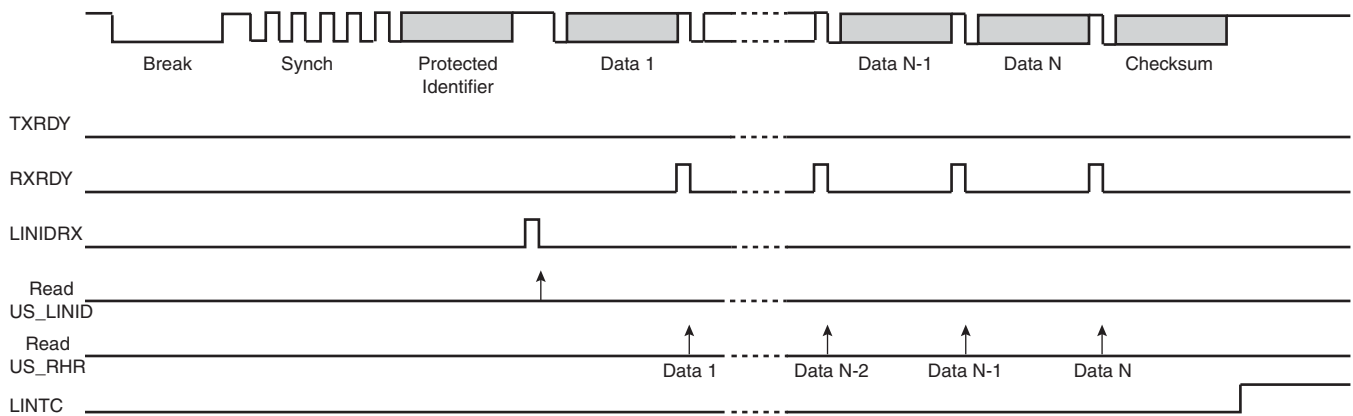 Break Synch Protected Identifier Data 1 Data N-1 Data N Checksum
TXRDY
RXRDY
LINIDRX
Read
US_LINID
Read
US_RHR
Data 1 Data N-2 Data N-1 Data N
LINTC